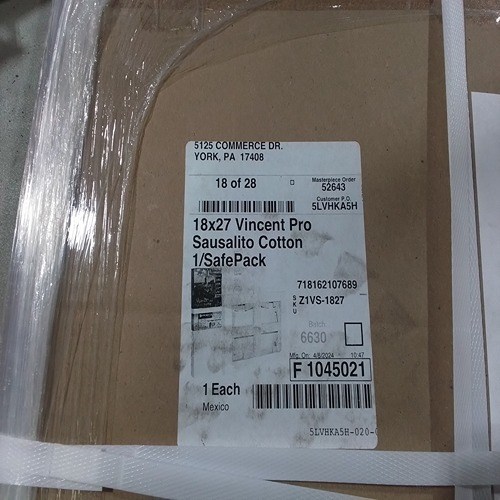 5125 COMMERCE DR.
YORK, PA 17408
18 of 28
Masterpiece Order
52643
Customer P.O.
5LVHKA5H
18x27 Vincent Pro
Sausalito Cotton
1/SafePack
718162107689
SKU Z1VS-1827
Batch
6630
Mfg. On: 4/8/2024 10:47
F 1045021
1 Each
Mexico
5LVHKA5H-020-